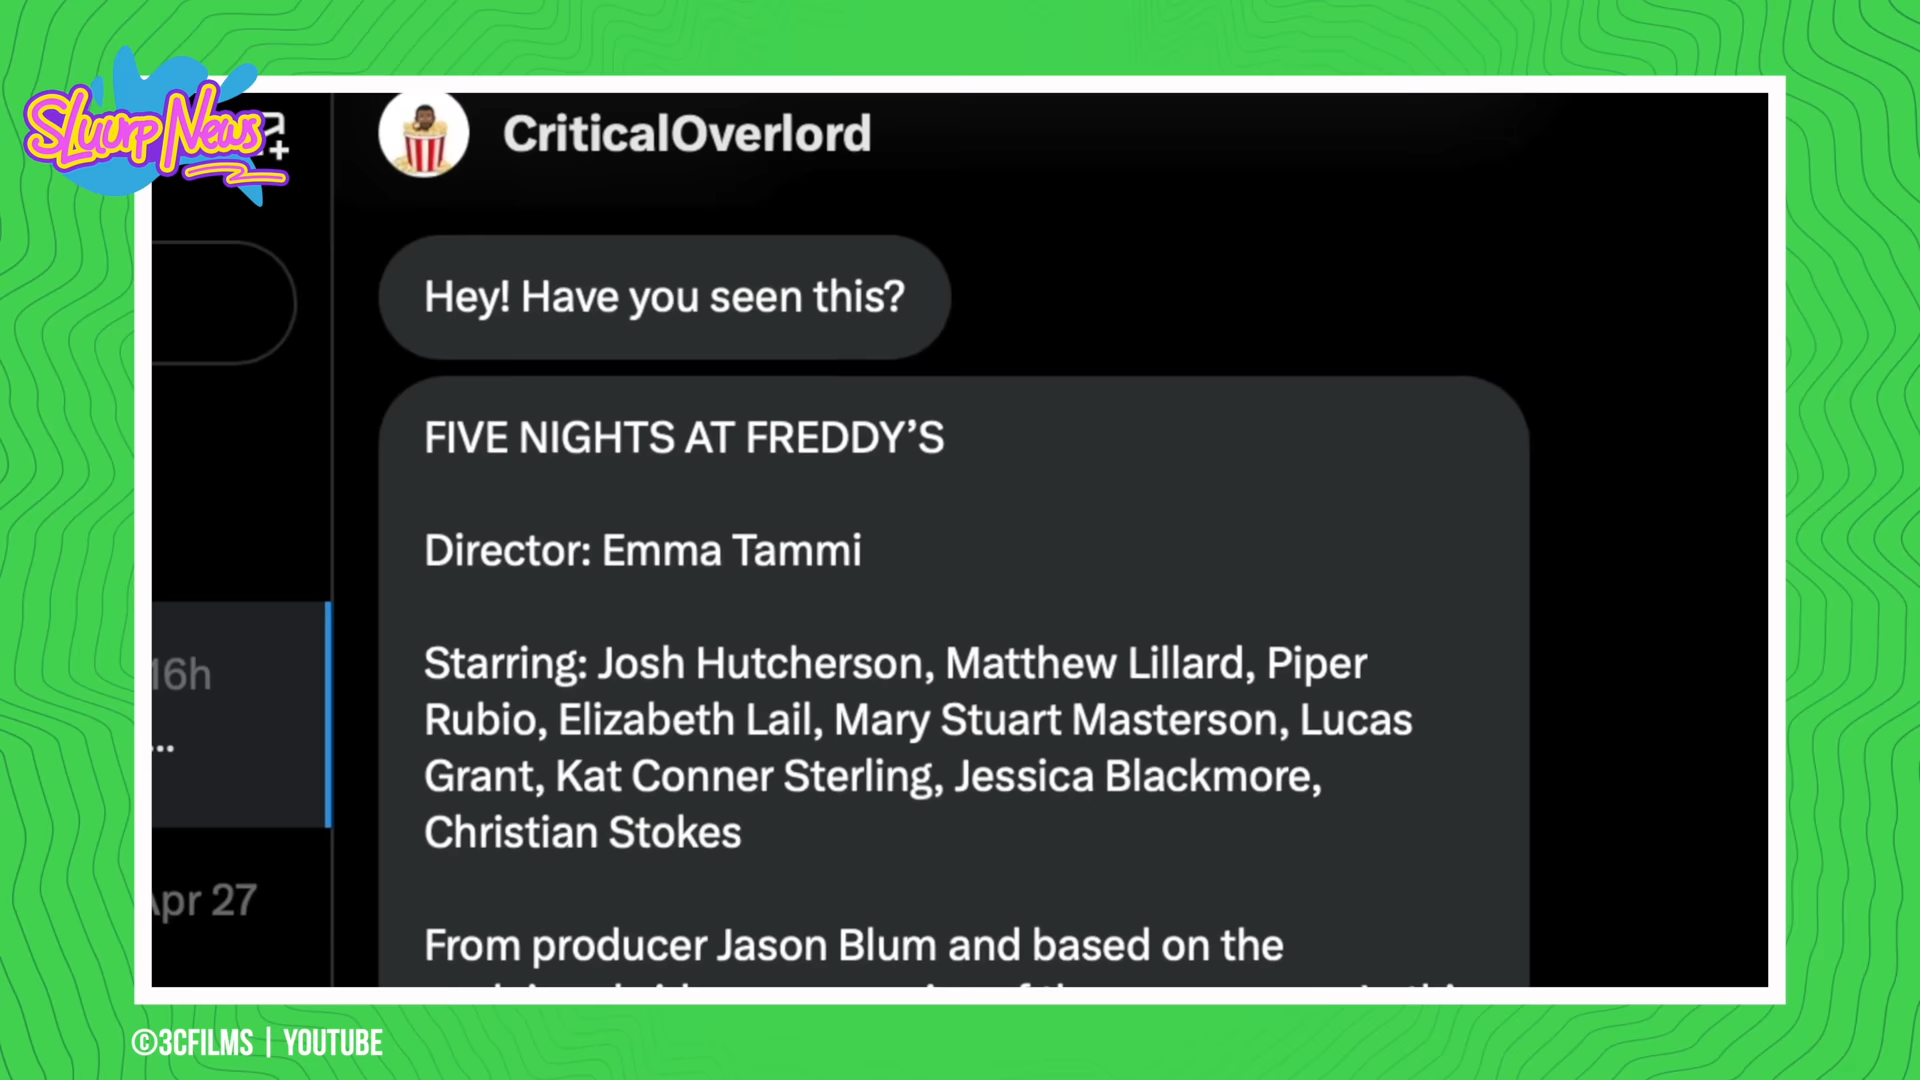 Sluurp News
CriticalOverlord
Hey! Have you seen this?
FIVE NIGHTS AT FREDDY’S
Director: Emma Tammi
Starring: Josh Hutcherson, Matthew Lillard, Piper
Rubio, Elizabeth Lail, Mary Stuart Masterson, Lucas
Grant, Kat Conner Sterling, Jessica Blackmore,
Christian Stokes
16h
...
Apr 27
From producer Jason Blum and based on the
©3CFILMS | YOUTUBE